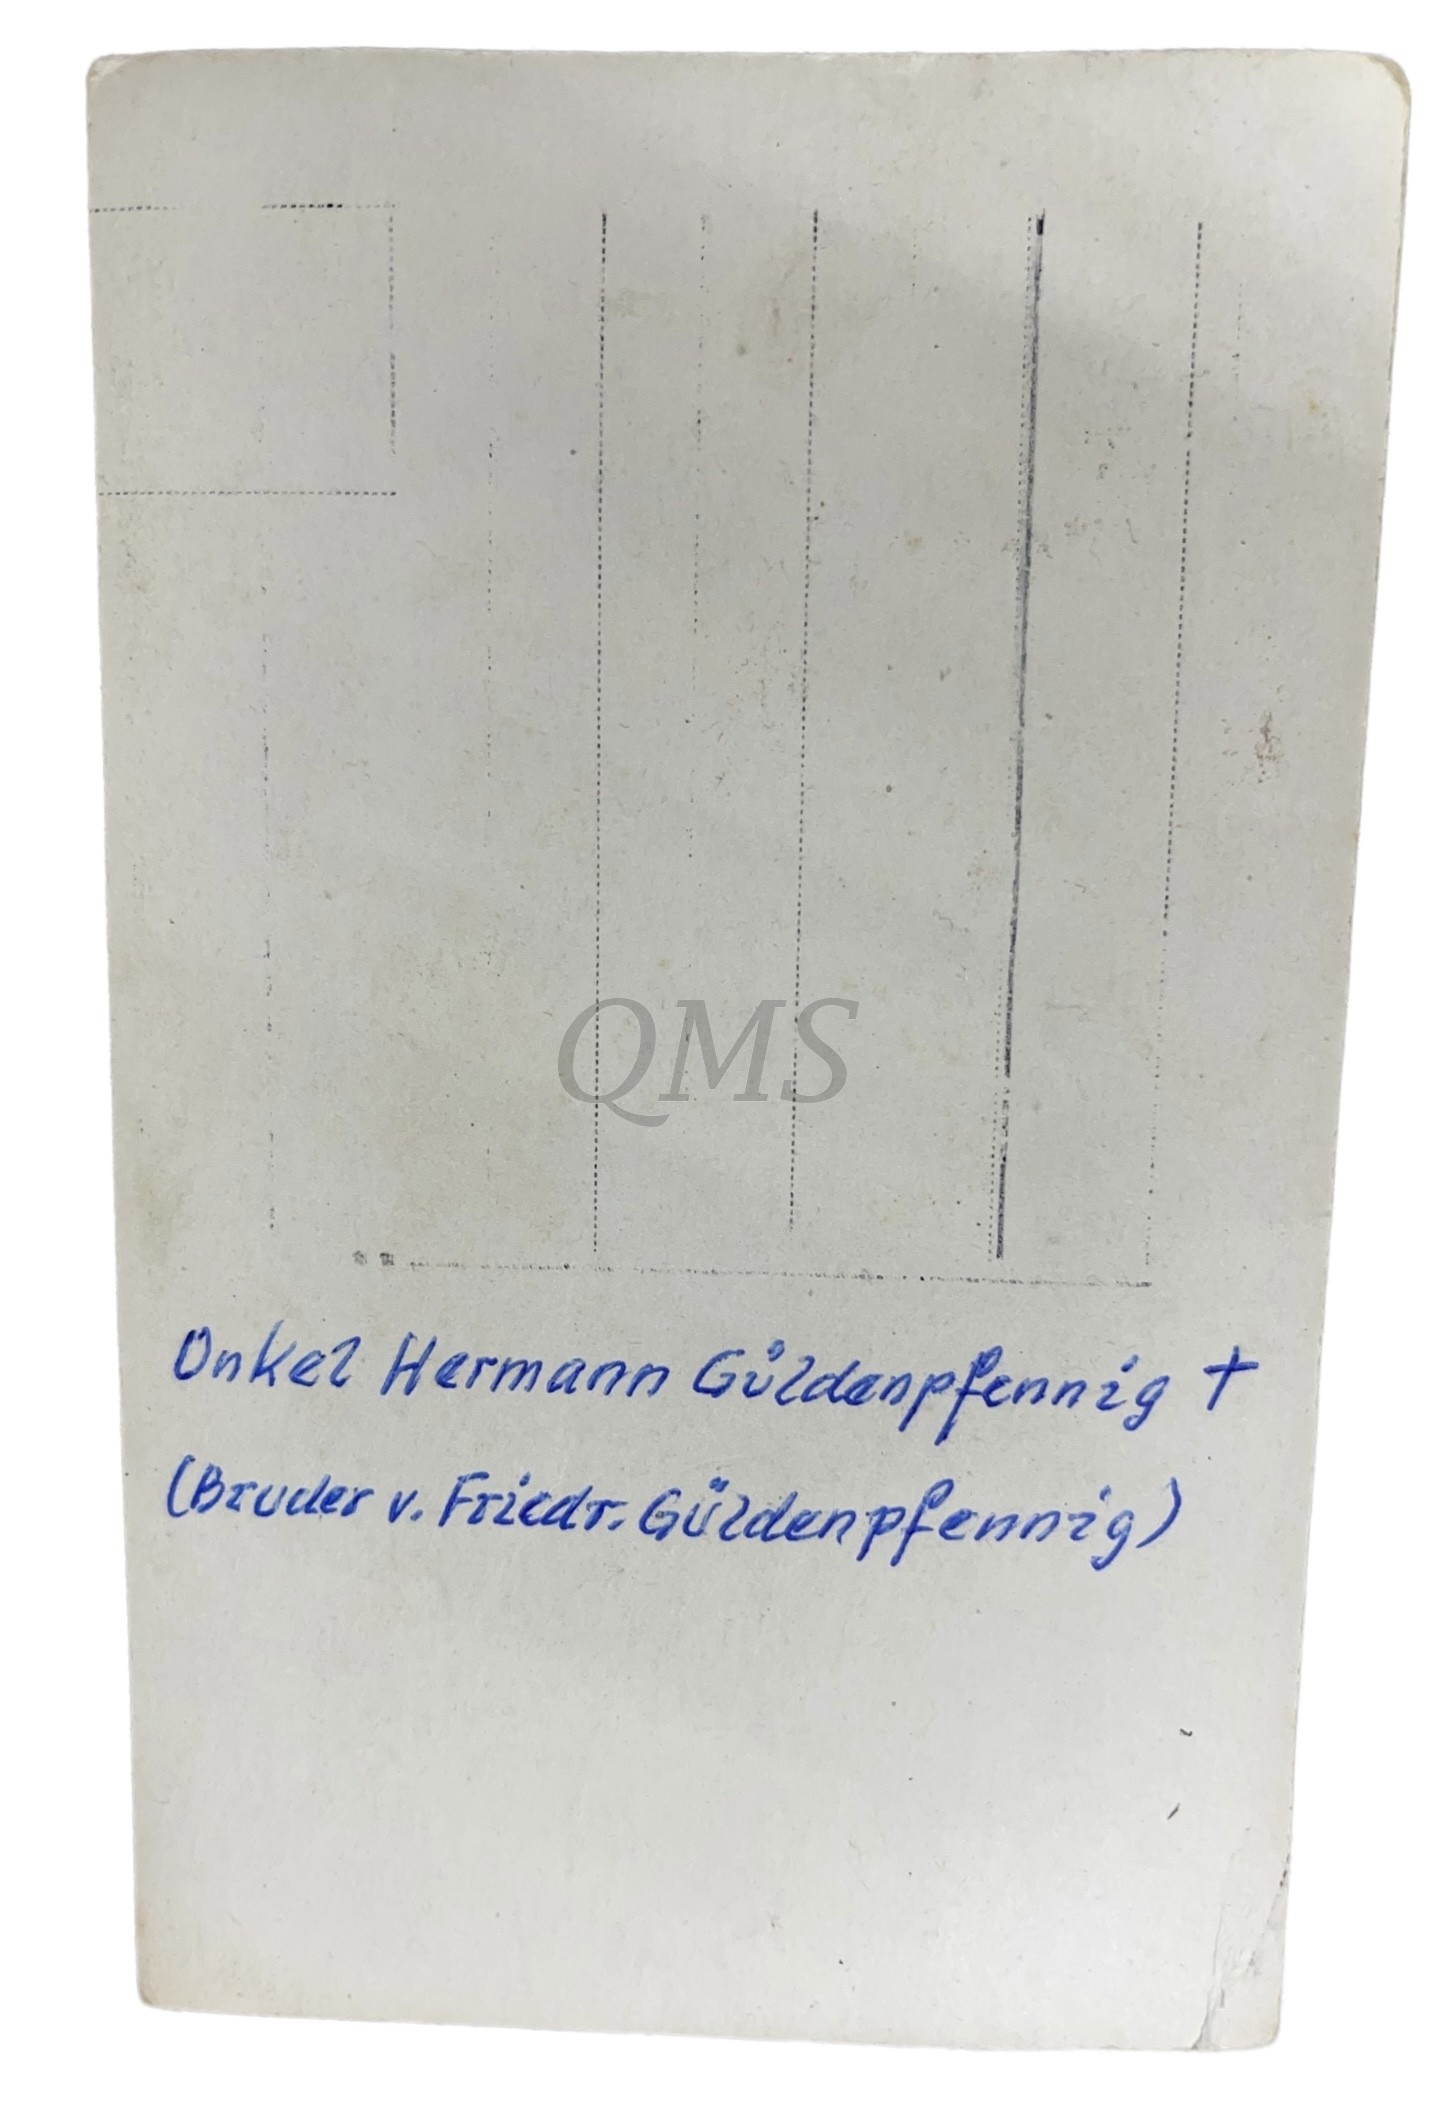 QMS
Onkel Hermann Güldenpfennig †
(Bruder v. Friedr. Güldenpfennig)